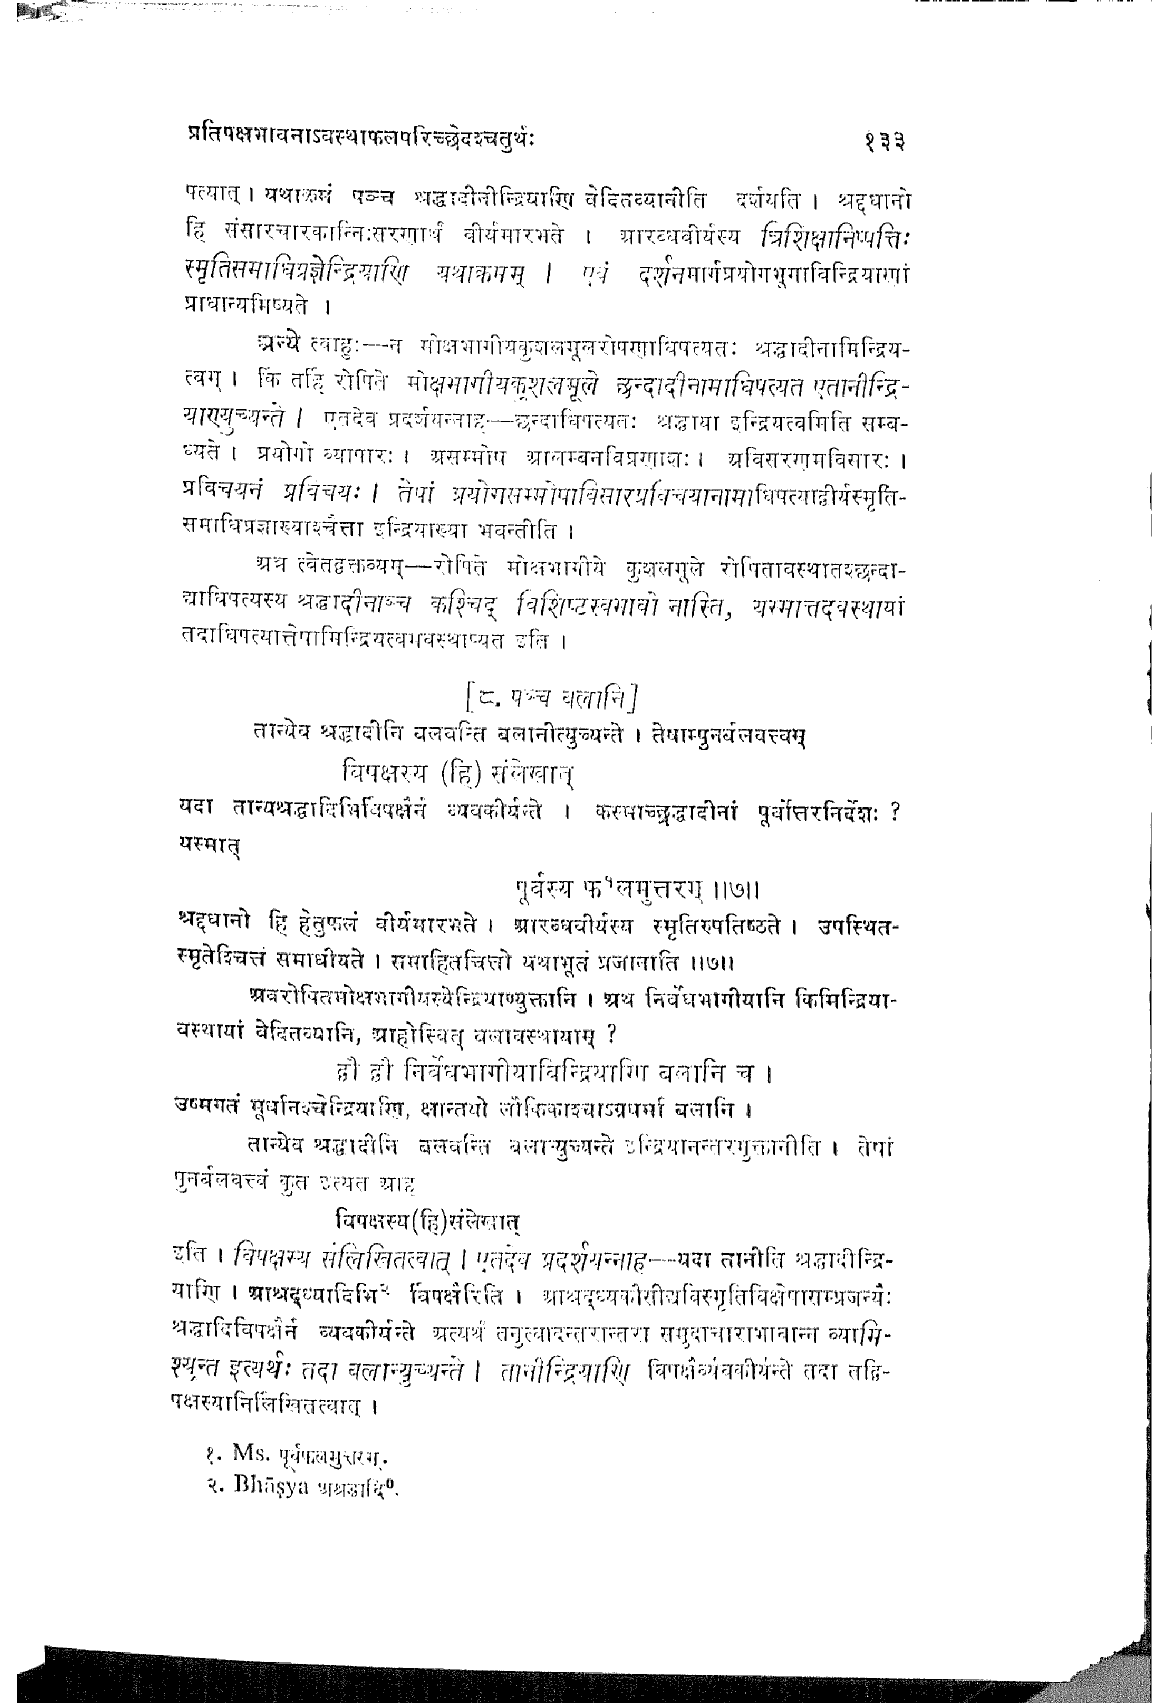 प्रतिपक्षभावनाऽवस्थाफलपरिच्छेदश्चतुर्थः १३३
पत्यात् । यथाक्रमं पञ्च श्रद्धादीनीन्द्रियाणि वेदितव्यानीति दर्शयति । श्रद्दधानो
हि संसारचारकान्निःसरणार्थं वीर्यमारभते । आरब्धवीर्यस्य त्रिशिक्षानिष्पत्तिः
स्मृतिसमाधिप्रज्ञेन्द्रियाणि यथाक्रमम् । एवं दर्शनमार्गप्रयोगभूमाविन्द्रियाणां
प्राधान्यमिष्यते ।
अन्ये त्वाहुः—न मोक्षभागीयकुशलमूलरोपणाधिपत्यतः श्रद्धादीनामिन्द्रिय-
त्वम् । किं तर्हि रोपिते मोक्षभागीयकुशलमूले छन्दादीनामाधिपत्यत एतानीन्द्रि-
याण्युच्यन्ते । एतदेव प्रदर्शयन्नाह—छन्दाधिपत्यतः श्रद्धाया इन्द्रियत्वमिति सम्ब-
ध्यते । प्रयोगो व्यापारः । असम्मोष आलम्बनविप्रणाशः । अविसरणमविसारः ।
प्रविचयनं प्रविचयः । तेषां प्रयोगसम्मोषाविसारप्रविचयानामाधिपत्याद्वीर्यस्मृति-
समाधिप्रज्ञाख्याश्चैत्ता इन्द्रियाख्या भवन्तीति ।
अत्र त्वेतद्वक्तव्यम्—रोपिते मोक्षभागीये कुशलमूले रोपितावस्थातश्छन्दा-
द्याधिपत्यस्य श्रद्धादीनाञ्च कश्चिद् विशिष्टस्वभावो नास्ति, यस्मात्तदवस्थायां
तदाधिपत्यात्तेषामिन्द्रियत्वमवस्थाप्यत इति ।
[८. पञ्च बलानि]
तान्येव श्रद्धादीनि बलवन्ति बलानीत्युच्यन्ते । तेषाम्पुनर्बलवत्त्वम्
विपक्षस्य (हि) संलेखात्
यदा तान्यश्रद्धादिभिर्विपक्षैर्न व्यवकीर्यन्ते । कस्माच्छ्रद्धादीनां पूर्वोत्तरनिर्देशः ?
यस्मात्
पूर्वस्य फ१लमुत्तरम् ॥७॥
श्रद्दधानो हि हेतुफलं वीर्यमारभते । आरब्धवीर्यस्य स्मृतिरुपतिष्ठते । उपस्थित-
स्मृतेश्चित्तं समाधीयते । समाहितचित्तो यथाभूतं प्रजानाति ॥७॥
अवरोपितमोक्षभागीयस्येन्द्रियाण्युक्तानि । अथ निर्वेधभागीयानि किमिन्द्रिया-
वस्थायां वेदितव्यानि, आहोस्वित् बलावस्थायाम् ?
द्वौ द्वौ निर्वेधभागीयाविन्द्रियाणि बलानि च ।
उष्मगतं मूर्धानश्चेन्द्रियाणि, क्षान्तयो लौकिकाश्चाऽग्रधर्मा बलानि ।
तान्येव श्रद्धादीनि बलवन्ति बलान्युच्यन्ते इन्द्रियानन्तरमुक्तानीति । तेषां
पुनर्बलवत्त्वं कुत इत्यत आह
विपक्षस्य(हि)संलेखात्
इति । विपक्षस्य संलिखितत्वात् । एतदेव प्रदर्शयन्नाह—यदा तानीति श्रद्धादीन्द्रि-
याणि । आश्रद्ध्यादिभि२ र्विपक्षैरिति । आश्रद्ध्यकौसीद्यविस्मृतिविक्षेपासम्प्रजन्यैः
श्रद्धादिविपक्षैर्न व्यवकीर्यन्ते अत्यर्थं तनुत्वादन्तरान्तरा समुदाचाराभावान्न व्यामि-
श्र्यन्त इत्यर्थः तदा बलान्युच्यन्ते । तानीन्द्रियाणि विपक्षैर्व्यवकीर्यन्ते तदा तद्वि-
पक्षस्यानिर्लिखितत्वात् ।
१. Ms. पूर्वफलमुत्तरम्.
२. Bhāṣya अश्रद्धादि०.